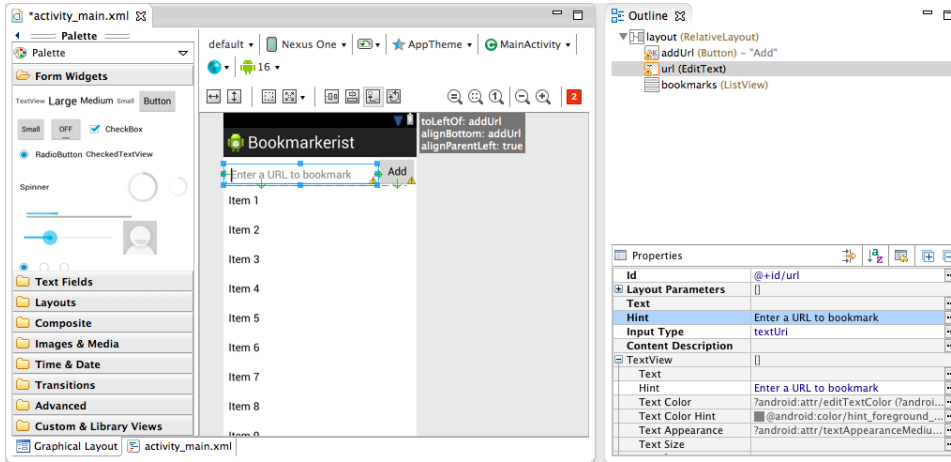 *activity_main.xml
Palette
Palette
Form Widgets
TextView Large Medium Small Button
Small OFF CheckBox
RadioButton CheckedTextView
Spinner
Text Fields
Layouts
Composite
Images & Media
Time & Date
Transitions
Advanced
Custom & Library Views
Graphical Layout activity_main.xml
default Nexus One AppTheme MainActivity
16
1 2
Bookmarkerist
Enter a URL to bookmark Add
Item 1
Item 2
Item 3
Item 4
Item 5
Item 6
Item 7
Item 8
Item 9
toLeftOf: addUrl
alignBottom: addUrl
alignParentLeft: true
Outline
layout (RelativeLayout)
OK addUrl (Button) - "Add"
url (EditText)
bookmarks (ListView)
Properties
Id @+id/url
Layout Parameters []
Text
Hint Enter a URL to bookmark
Input Type textUri
Content Description
TextView []
Text
Hint Enter a URL to bookmark
Text Color ?android:attr/editTextColor (?androi...
Text Color Hint @android:color/hint_foreground_...
Text Appearance ?android:attr/textAppearanceMediu...
Text Size